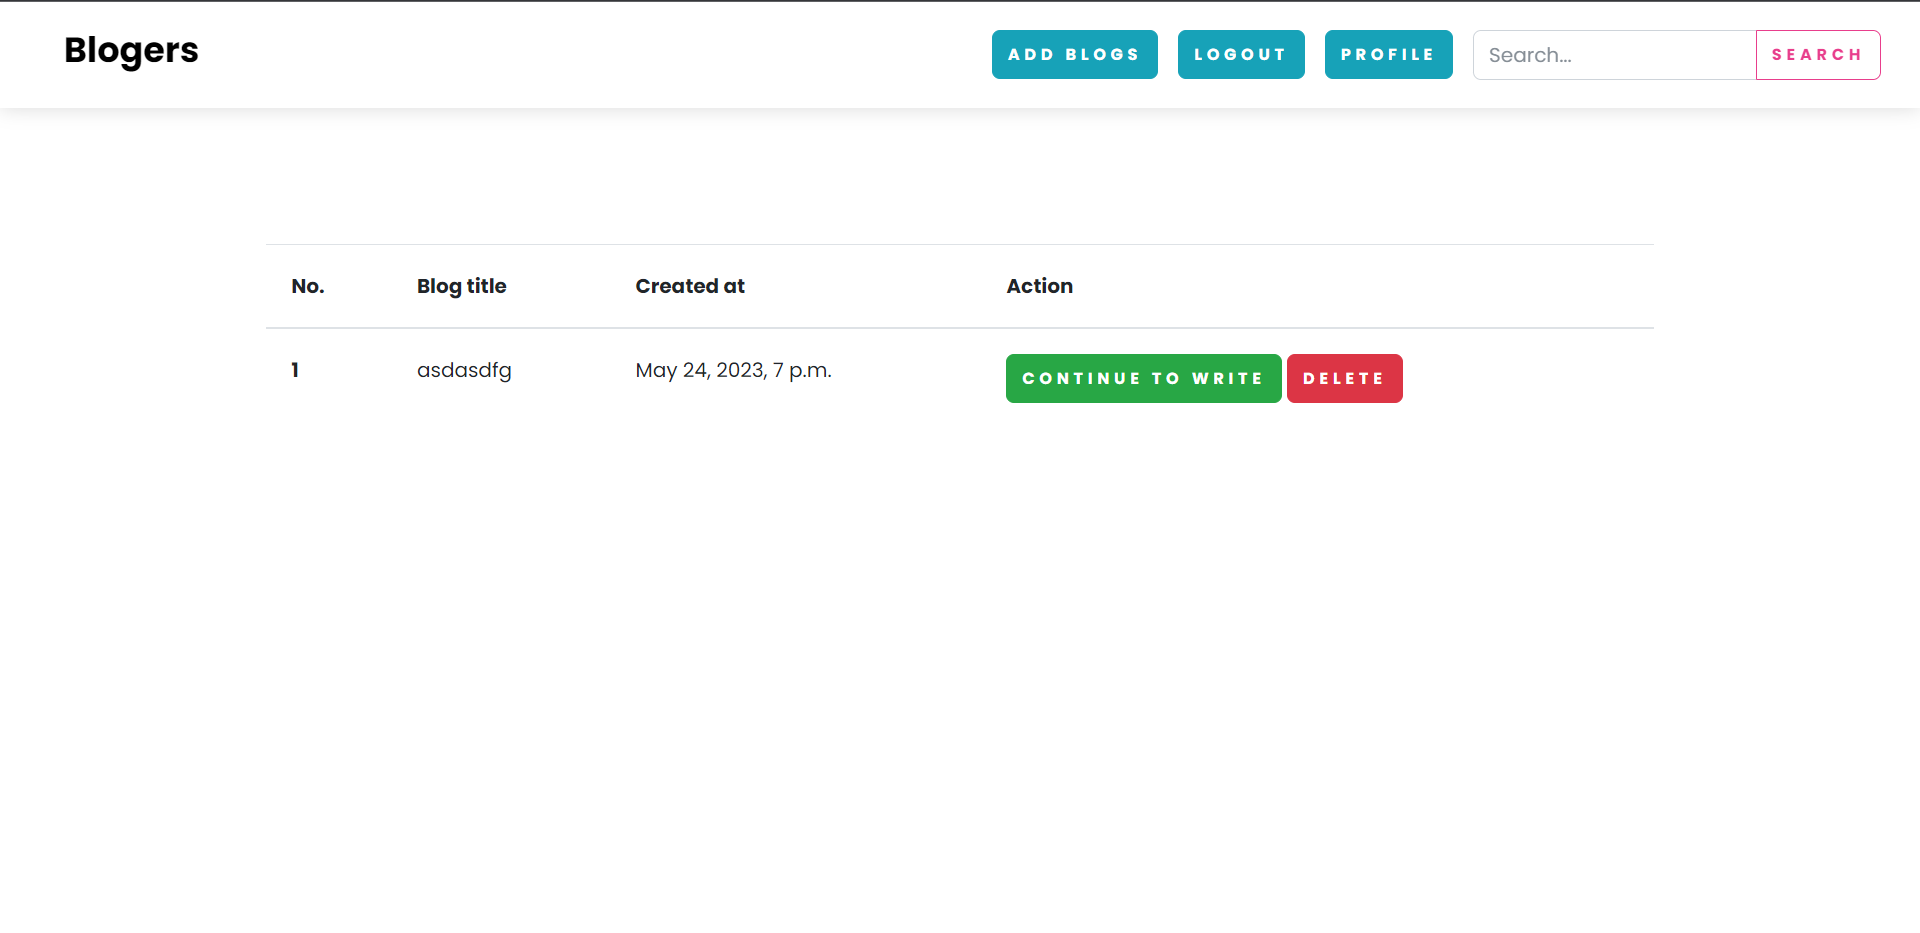 Blogers
ADD BLOGS LOGOUT PROFILE Search... SEARCH
No. Blog title Created at Action
1 asdasdfg May 24, 2023, 7 p.m. CONTINUE TO WRITE DELETE